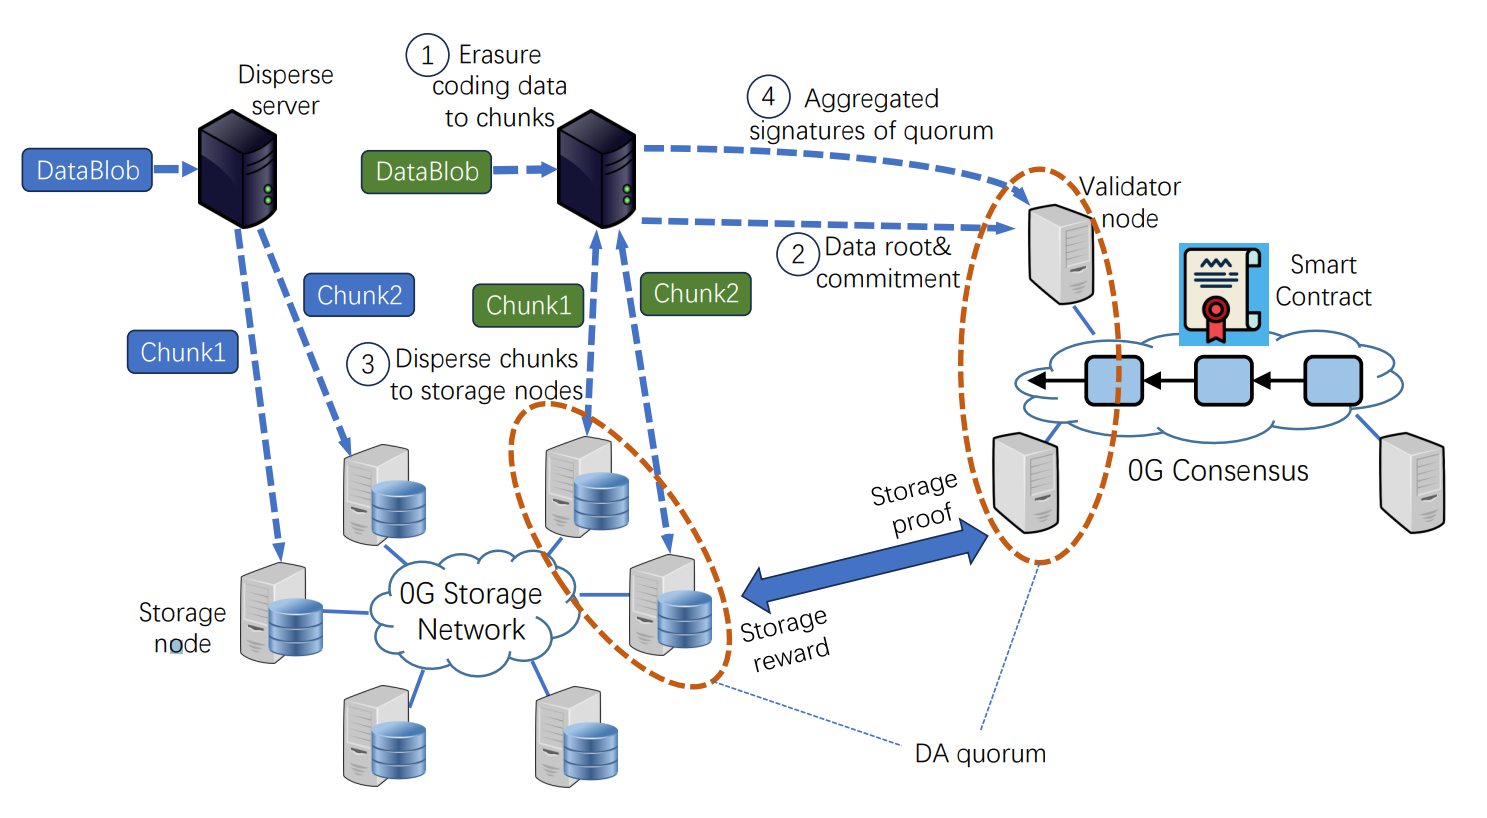 Disperse
server
DataBlob
1
Erasure
coding data
to chunks
DataBlob
4
Aggregated
signatures of quorum
Validator
node
2
Data root&
commitment
Smart
Contract
Chunk2
Chunk1
Chunk1
Chunk2
3
Disperse chunks
to storage nodes
0G Consensus
Storage
proof
Storage
reward
0G Storage
Network
Storage
node
DA quorum